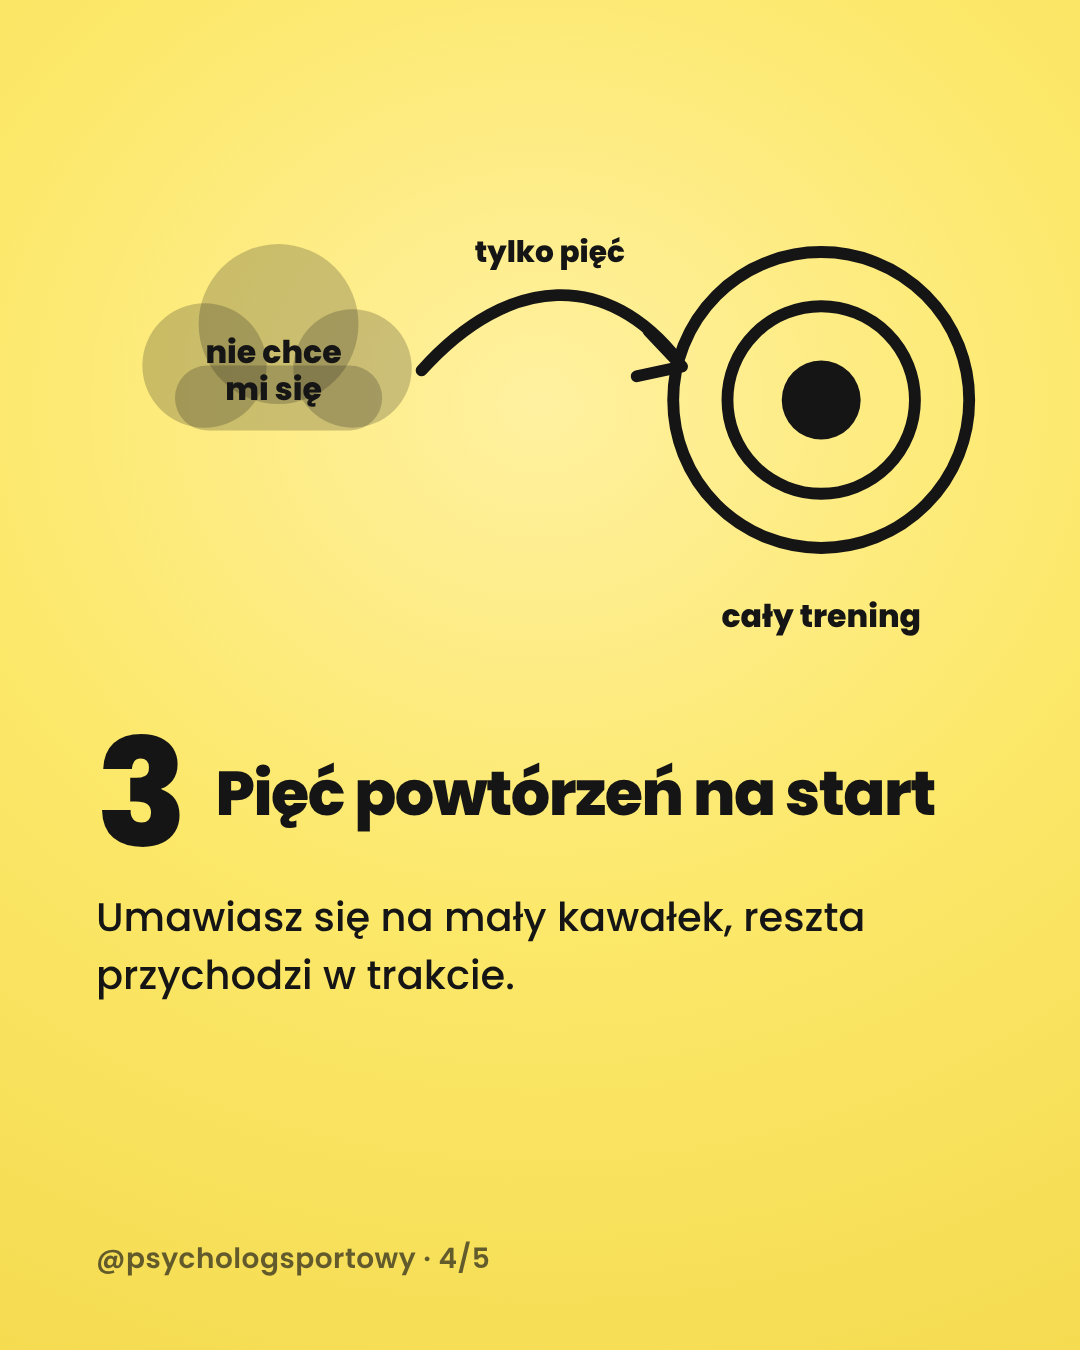 tylko pięć
nie chce
mi się
cały trening
3 Pięć powtórzeń na start
Umawiasz się na mały kawałek, reszta
przychodzi w trakcie.
@psychologsportowy · 4/5